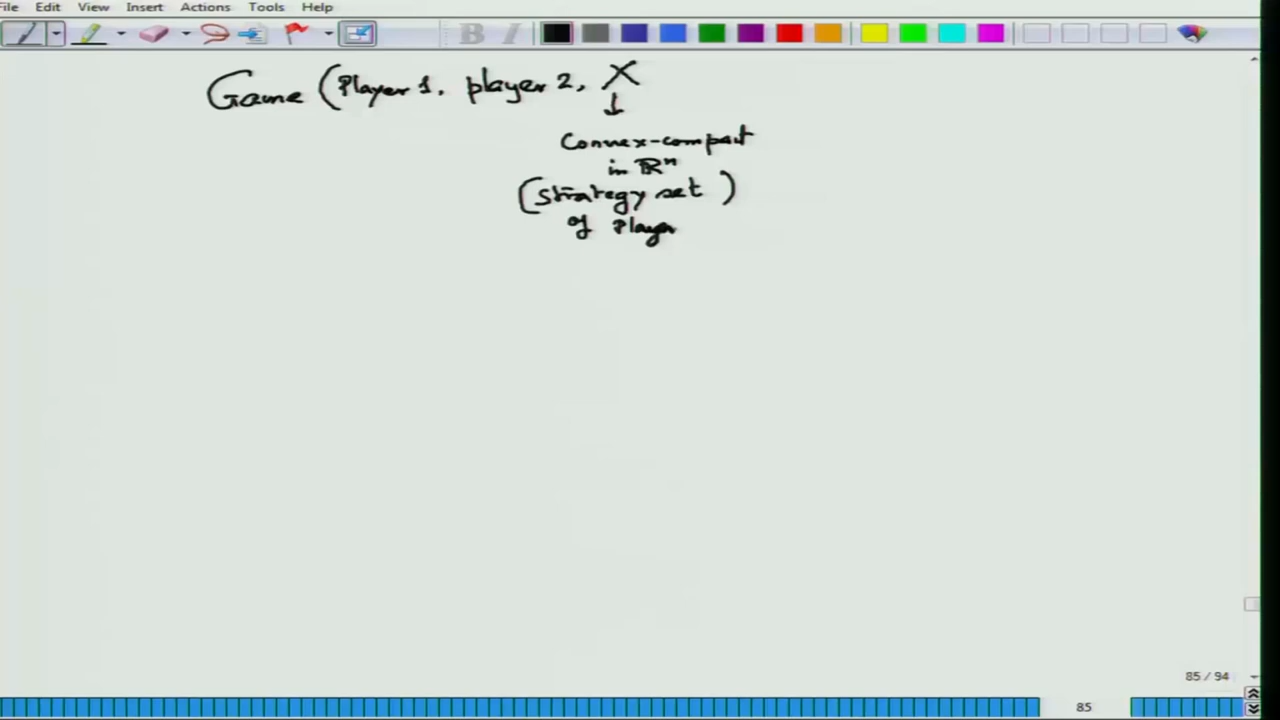 File Edit View Insert Actions Tools Help
B I
Game (Player 1, player 2, X
↓
Convex-compact
in ℝⁿ
(strategy set)
of Player
85 / 94
85